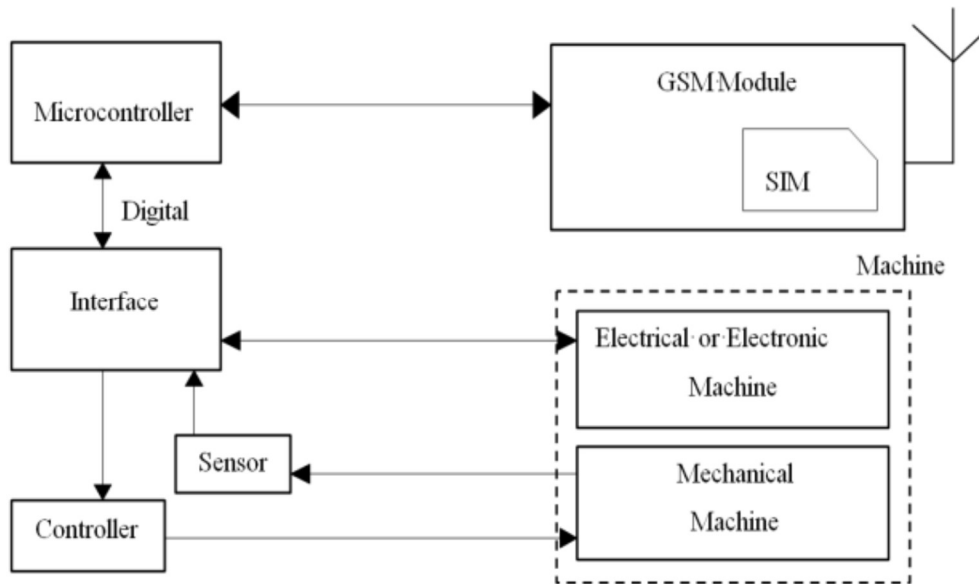 GSM Module
Microcontroller
SIM
Digital
Machine
Interface
Electrical or Electronic
Machine
Sensor
Mechanical
Machine
Controller